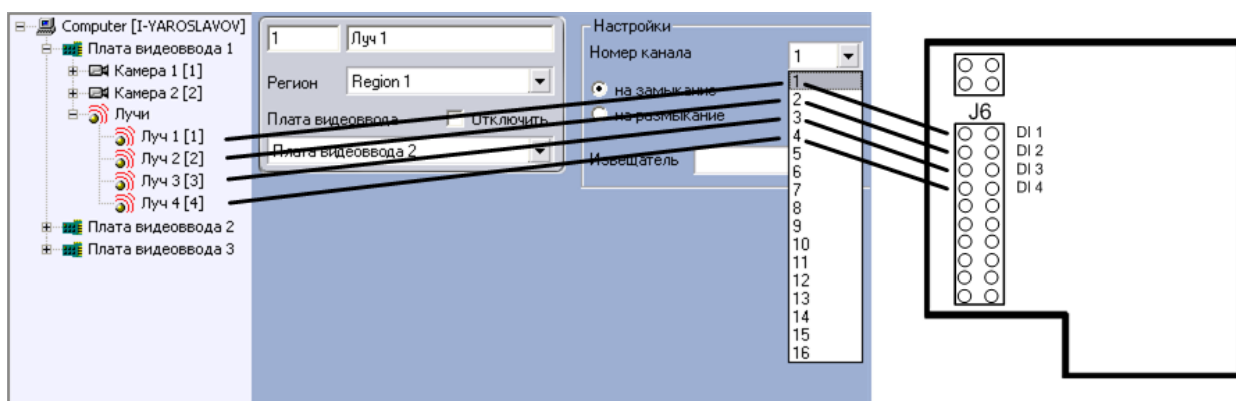 Computer [I-YAROSLAVOV]
Плата видеоввода 1
Камера 1 [1]
Камера 2 [2]
Лучи
Луч 1 [1]
Луч 2 [2]
Луч 3 [3]
Луч 4 [4]
Плата видеоввода 2
Плата видеоввода 3
1
Луч 1
Регион
Region 1
Плата видеоввода
Отключить
Плата видеоввода 2
Настройки
Номер канала
1
на замыкание
на размыкание
Извещатель
1
2
3
4
5
6
7
8
9
10
11
12
13
14
15
16
J6
DI 1
DI 2
DI 3
DI 4